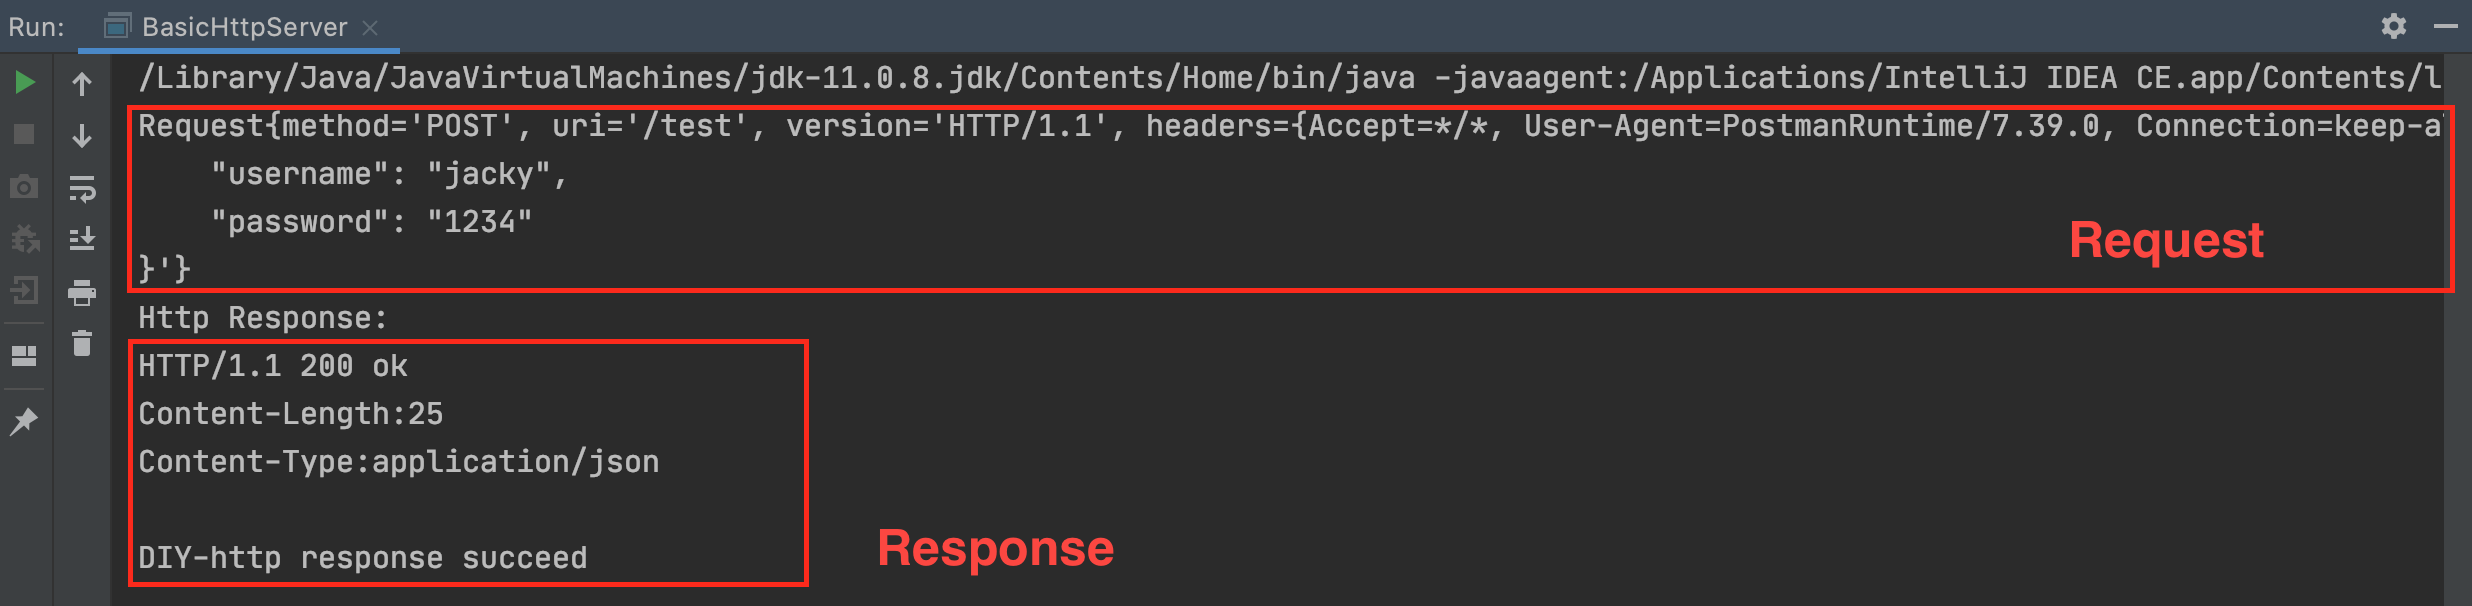 Run: BasicHttpServer
/Library/Java/JavaVirtualMachines/jdk-11.0.8.jdk/Contents/Home/bin/java -javaagent:/Applications/IntelliJ IDEA CE.app/Contents/l
Request{method='POST', uri='/test', version='HTTP/1.1', headers={Accept=*/*, User-Agent=PostmanRuntime/7.39.0, Connection=keep-a
"username": "jacky",
"password": "1234"
Request
}'}
Http Response:
HTTP/1.1 200 ok
Content-Length:25
Content-Type:application/json
Response
DIY-http response succeed